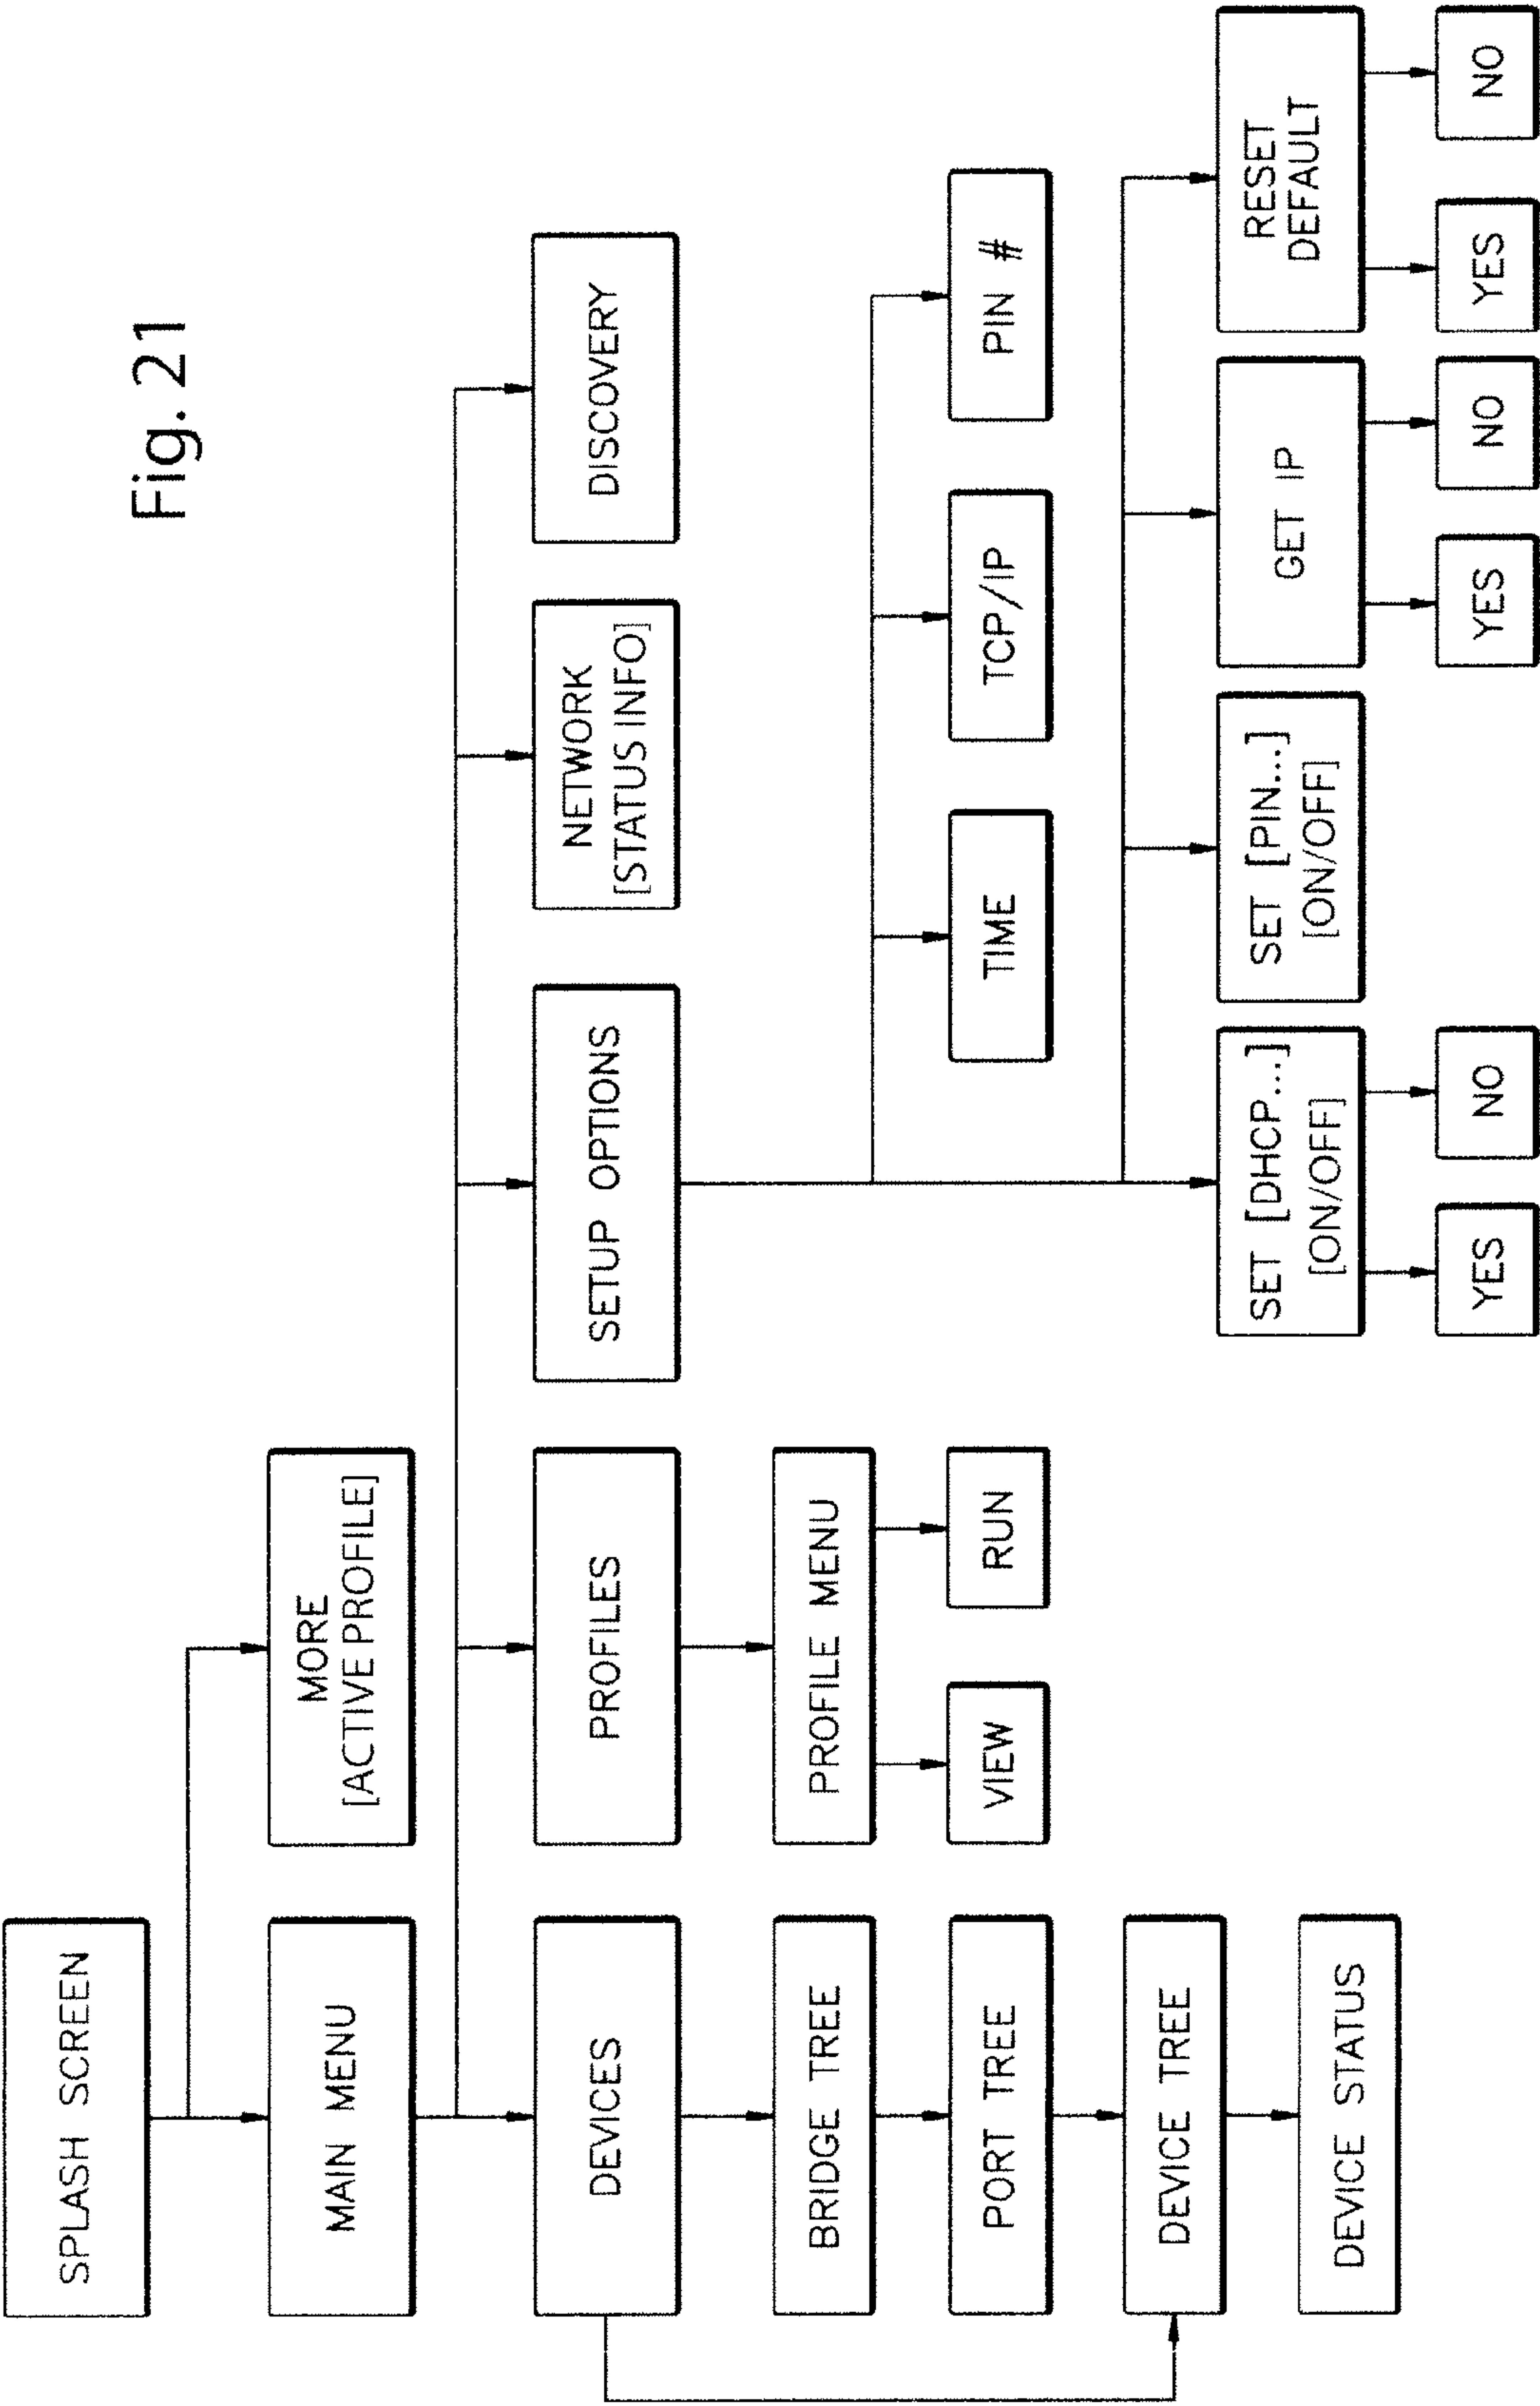 Fig. 21
SPLASH SCREEN
MAIN MENU
MORE
[ACTIVE PROFILE]
DEVICES
PROFILES
SETUP OPTIONS
NETWORK
[STATUS INFO]
DISCOVERY
BRIDGE TREE
PROFILE MENU
PORT TREE
VIEW
RUN
TIME
TCP/IP
PIN #
DEVICE TREE
SET [DHCP...]
[ON/OFF]
SET [PIN...]
[ON/OFF]
GET IP
RESET
DEFAULT
DEVICE STATUS
YES
NO
YES
NO
YES
NO